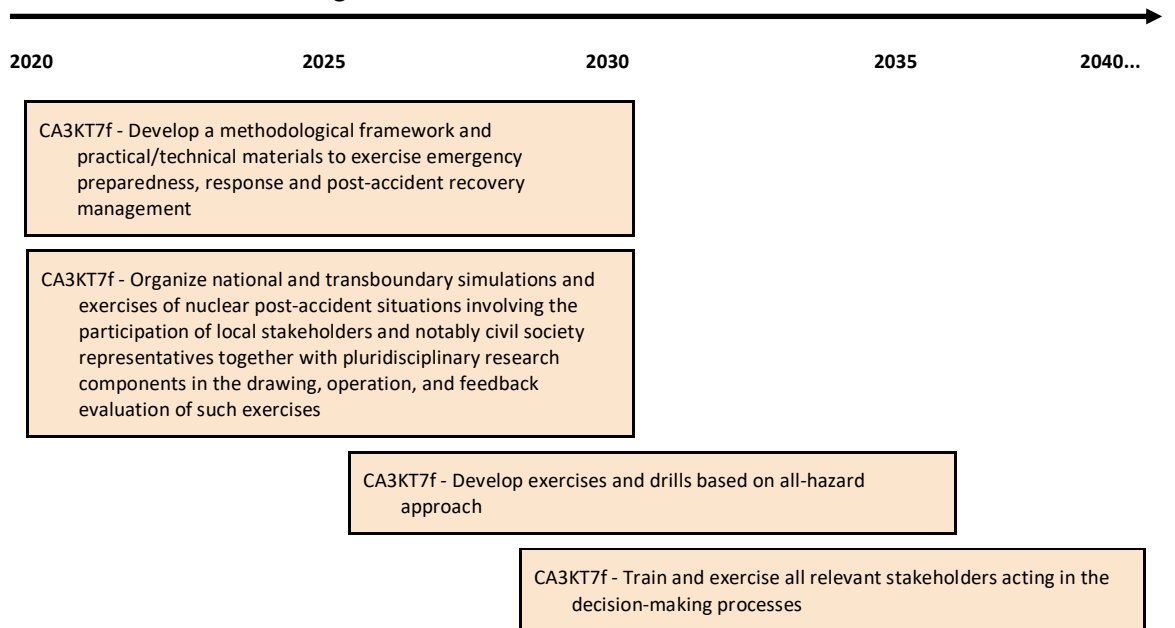 2020 2025 2030 2035 2040...
CA3KT7f - Develop a methodological framework and
practical/technical materials to exercise emergency
preparedness, response and post-accident recovery
management
CA3KT7f - Organize national and transboundary simulations and
exercises of nuclear post-accident situations involving the
participation of local stakeholders and notably civil society
representatives together with pluridisciplinary research
components in the drawing, operation, and feedback
evaluation of such exercises
CA3KT7f - Develop exercises and drills based on all-hazard
approach
CA3KT7f - Train and exercise all relevant stakeholders acting in the
decision-making processes